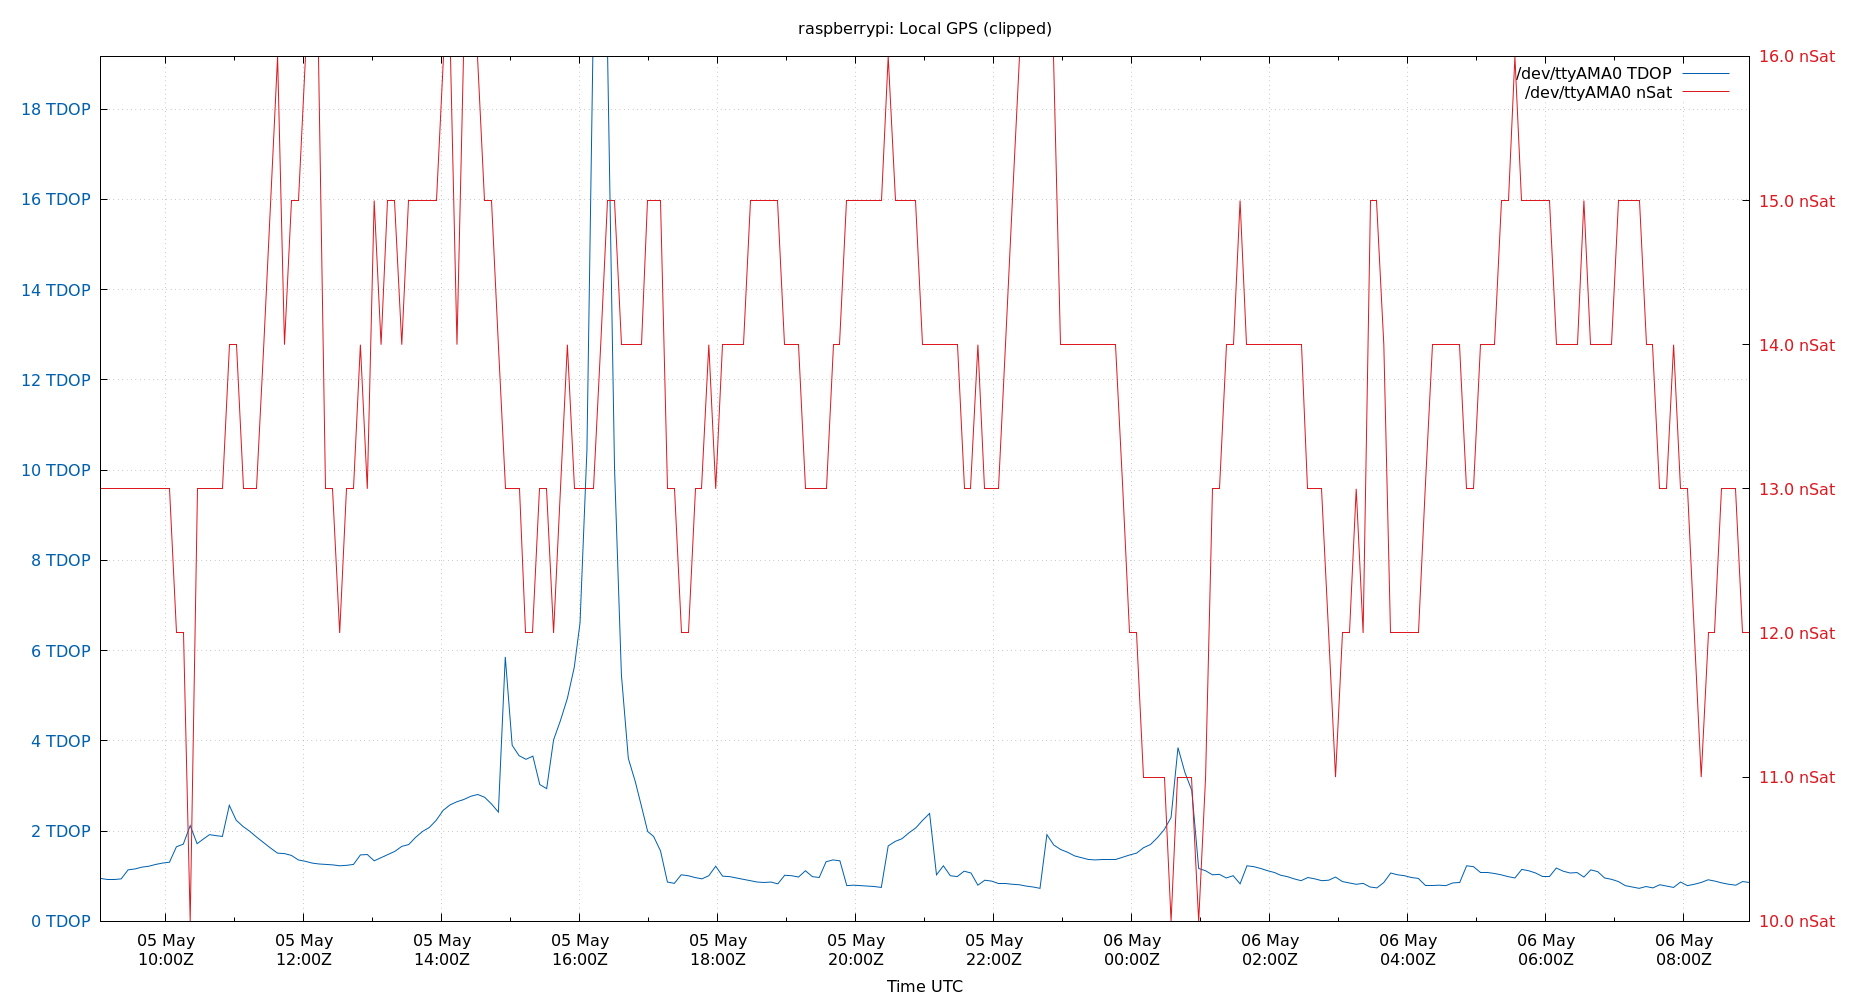 raspberrypi: Local GPS (clipped)
/dev/ttyAMA0 TDOP
/dev/ttyAMA0 nSat
18 TDOP
16 TDOP
14 TDOP
12 TDOP
10 TDOP
8 TDOP
6 TDOP
4 TDOP
2 TDOP
0 TDOP
16.0 nSat
15.0 nSat
14.0 nSat
13.0 nSat
12.0 nSat
11.0 nSat
10.0 nSat
05 May
10:00Z
05 May
12:00Z
05 May
14:00Z
05 May
16:00Z
05 May
18:00Z
05 May
20:00Z
05 May
22:00Z
06 May
00:00Z
06 May
02:00Z
06 May
04:00Z
06 May
06:00Z
06 May
08:00Z
Time UTC